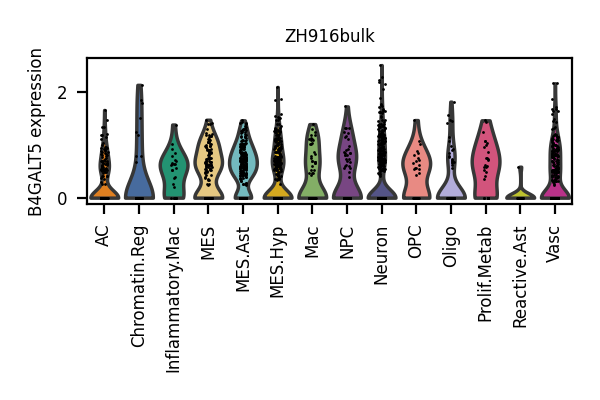 ZH916bulk
B4GALT5 expression
2
0
AC
Chromatin.Reg
Inflammatory.Mac
MES
MES.Ast
MES.Hyp
Mac
NPC
Neuron
OPC
Oligo
Prolif.Metab
Reactive.Ast
Vasc